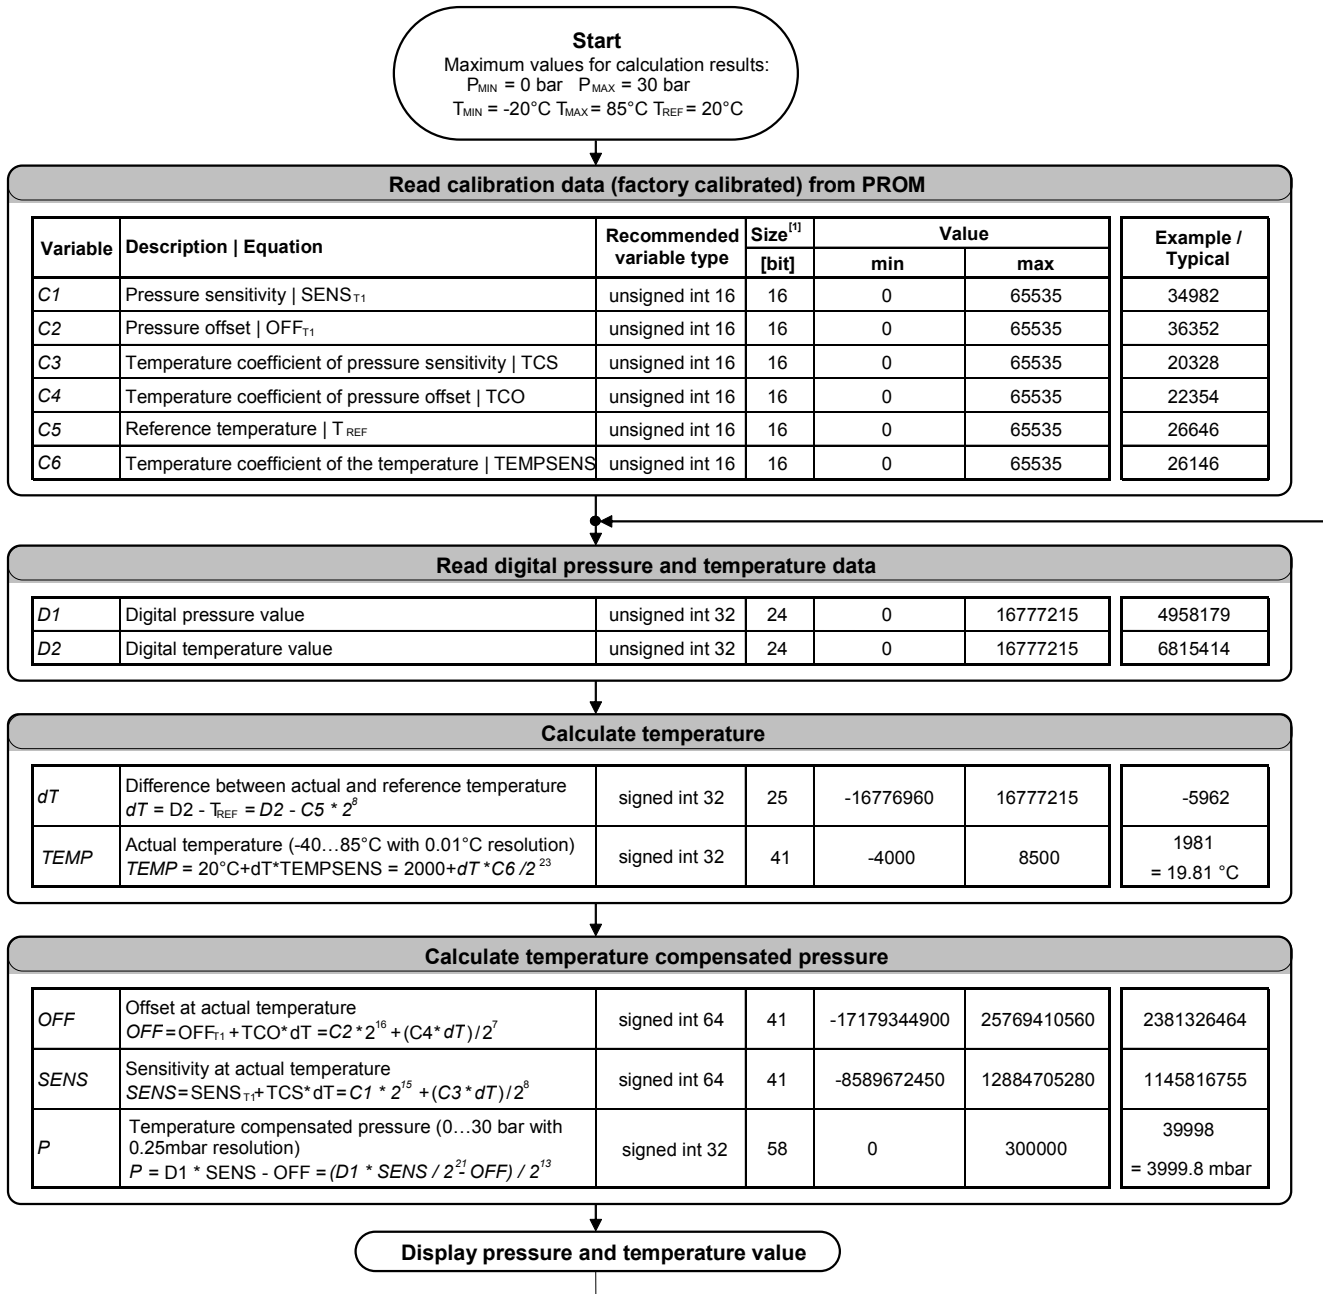 Start
Maximum values for calculation results:
PMIN = 0 bar PMAX = 30 bar
TMIN = -20°C TMAX = 85°C TREF = 20°C
Read calibration data (factory calibrated) from PROM
Variable Description | Equation Recommended variable type Size[1] [bit] Value min max Example / Typical
C1 Pressure sensitivity | SENST1 unsigned int 16 16 0 65535 34982
C2 Pressure offset | OFFT1 unsigned int 16 16 0 65535 36352
C3 Temperature coefficient of pressure sensitivity | TCS unsigned int 16 16 0 65535 20328
C4 Temperature coefficient of pressure offset | TCO unsigned int 16 16 0 65535 22354
C5 Reference temperature | TREF unsigned int 16 16 0 65535 26646
C6 Temperature coefficient of the temperature | TEMPSENS unsigned int 16 16 0 65535 26146
Read digital pressure and temperature data
D1 Digital pressure value unsigned int 32 24 0 16777215 4958179
D2 Digital temperature value unsigned int 32 24 0 16777215 6815414
Calculate temperature
dT Difference between actual and reference temperature
dT = D2 - TREF = D2 - C5 * 2^8 signed int 32 25 -16776960 16777215 -5962
TEMP Actual temperature (-40…85°C with 0.01°C resolution)
TEMP = 20°C+dT*TEMPSENS = 2000+dT*C6/2^23 signed int 32 41 -4000 8500 1981
= 19.81 °C
Calculate temperature compensated pressure
OFF Offset at actual temperature
OFF=OFFT1+TCO*dT =C2*2^16+(C4*dT)/2^7 signed int 64 41 -17179344900 25769410560 2381326464
SENS Sensitivity at actual temperature
SENS=SENST1+TCS*dT=C1 * 2^15 +(C3*dT)/2^8 signed int 64 41 -8589672450 12884705280 1145816755
P Temperature compensated pressure (0…30 bar with
0.25mbar resolution) signed int 32 58 0 300000 39998
P = D1 * SENS - OFF =(D1 * SENS / 2^21 - OFF) / 2^13 = 3999.8 mbar
Display pressure and temperature value